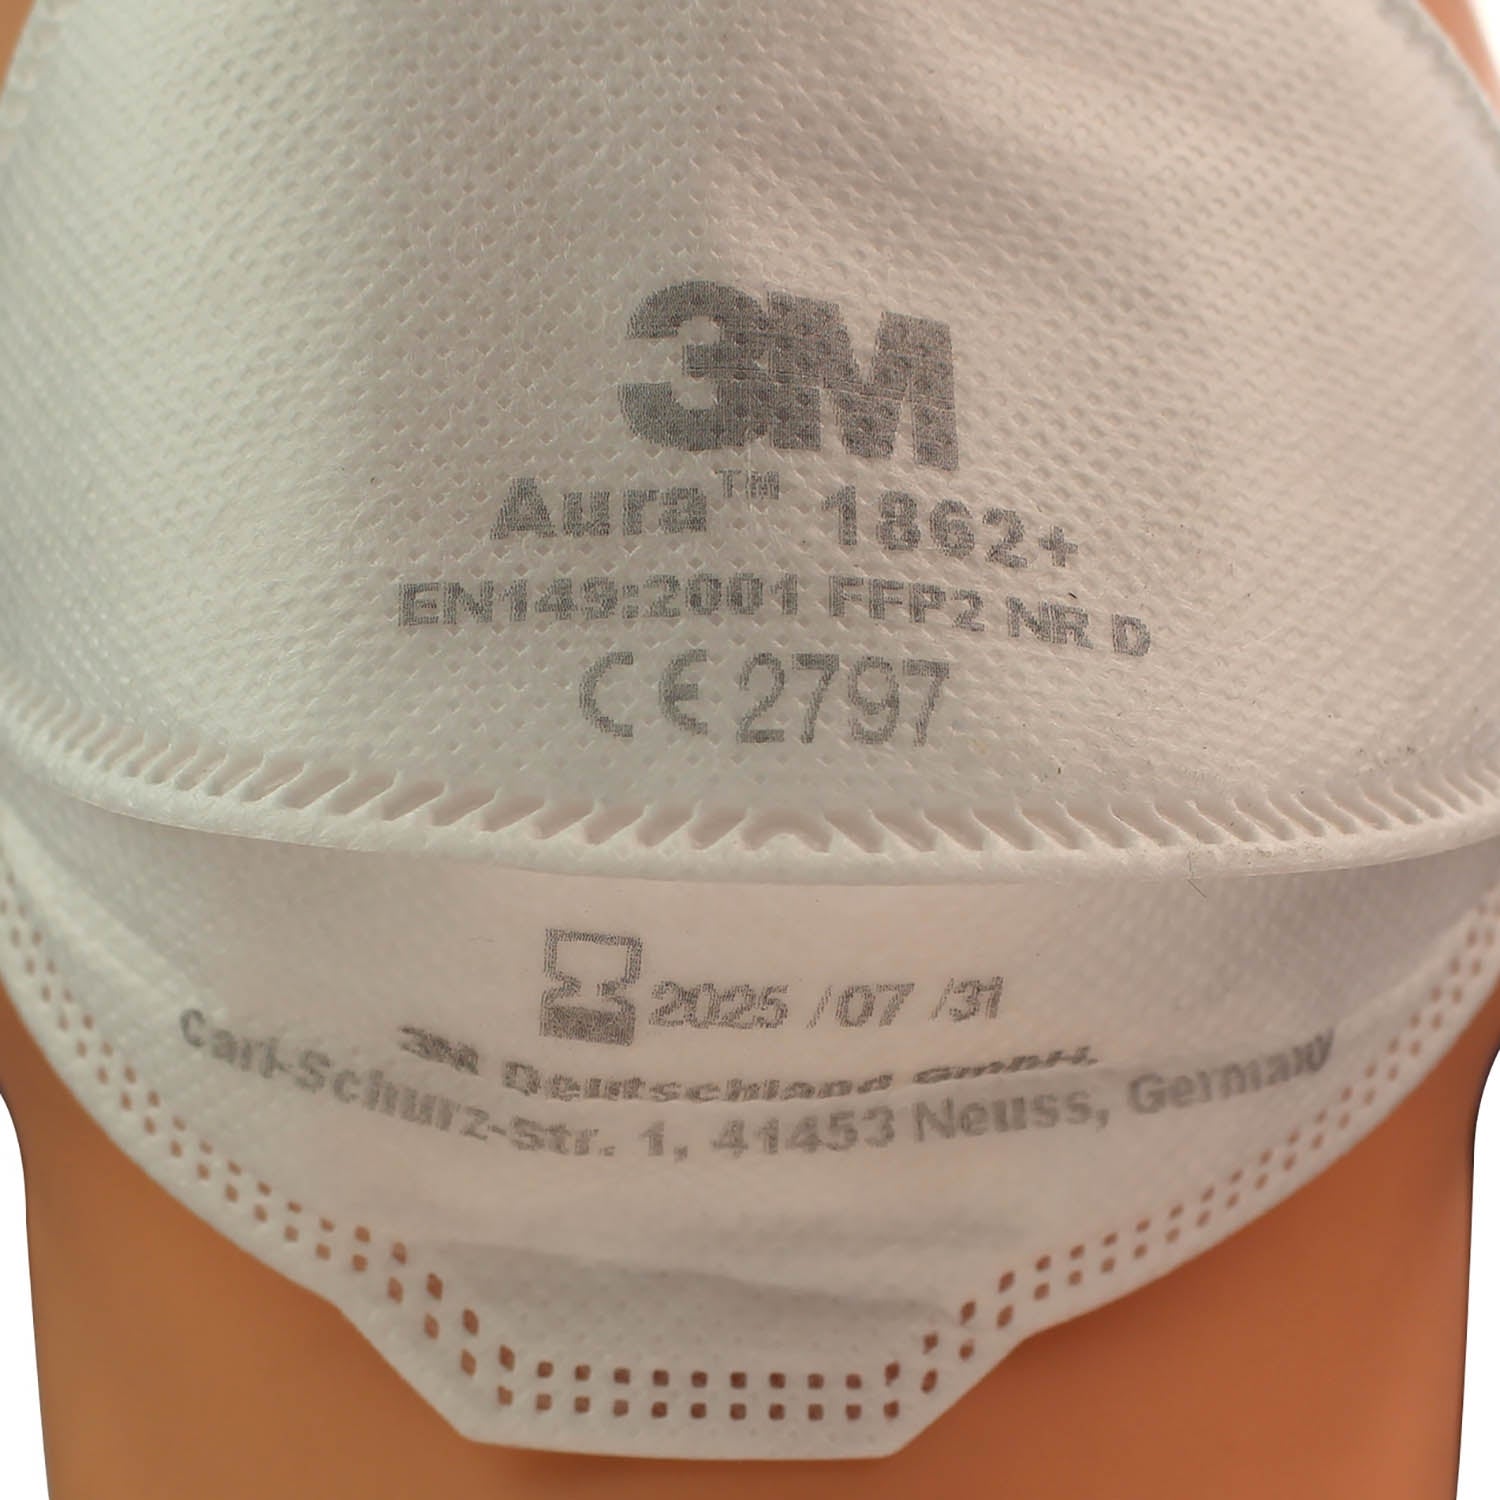 3M
Aura™ 1862+
EN149:2001 FFP2 NR D
CE 2797
2025/07/31
3M Deutschland GmbH.
Carl-Schurz-Str. 1, 41453 Neuss, Germany